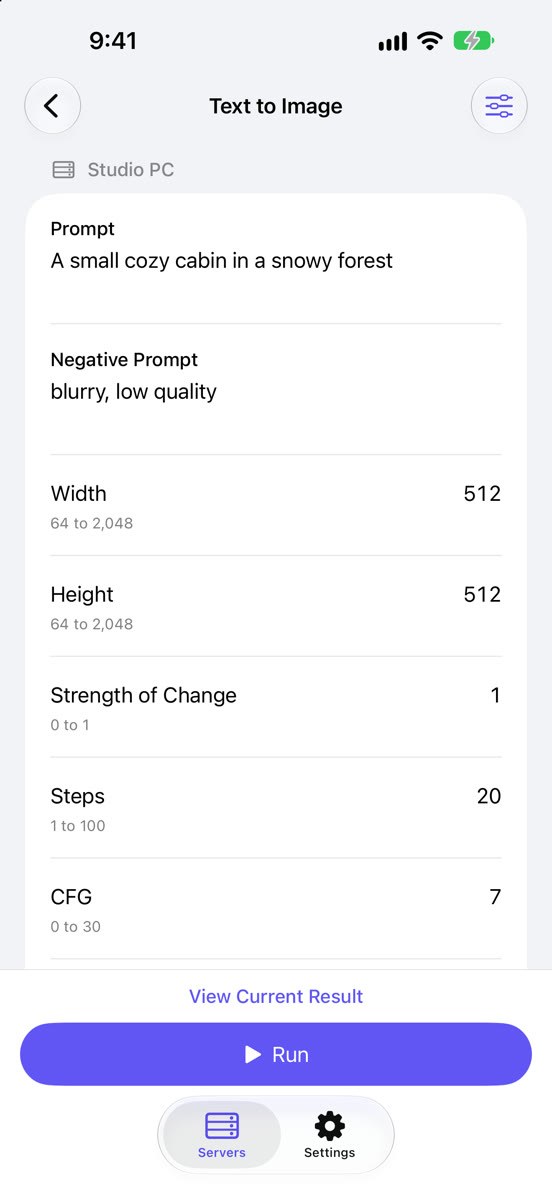 9:41
Text to Image
Studio PC
Prompt
A small cozy cabin in a snowy forest
Negative Prompt
blurry, low quality
Width
512
64 to 2,048
Height
512
64 to 2,048
Strength of Change
1
0 to 1
Steps
20
1 to 100
CFG
7
0 to 30
View Current Result
Run
Servers
Settings